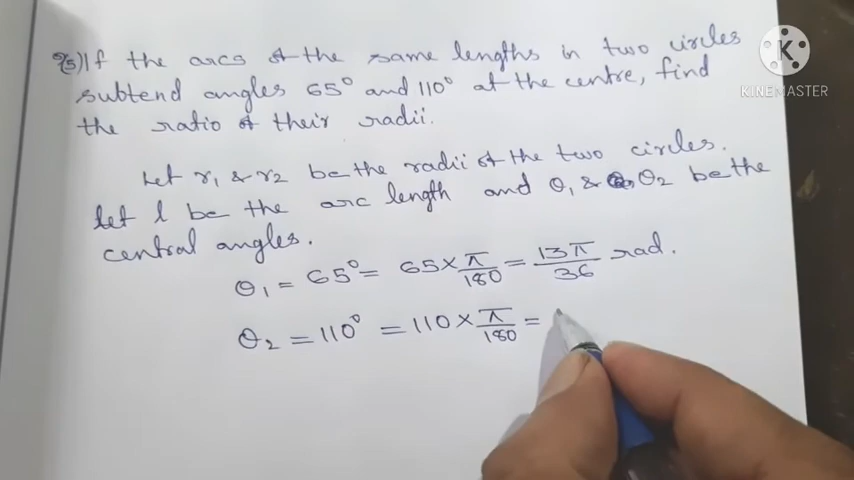 Q5) If the arcs of the same lengths in two circles
subtend angles 65° and 110° at the centre, find
the ratio of their radii.
Let r₁ & r₂ be the radii of the two circles.
let l be the arc length and θ₁ & θ₂ be the
central angles.
θ₁ = 65° = 65 × π/180 = 13π/36 rad.
θ₂ = 110° = 110 × π/180 =
K
KINEMASTER